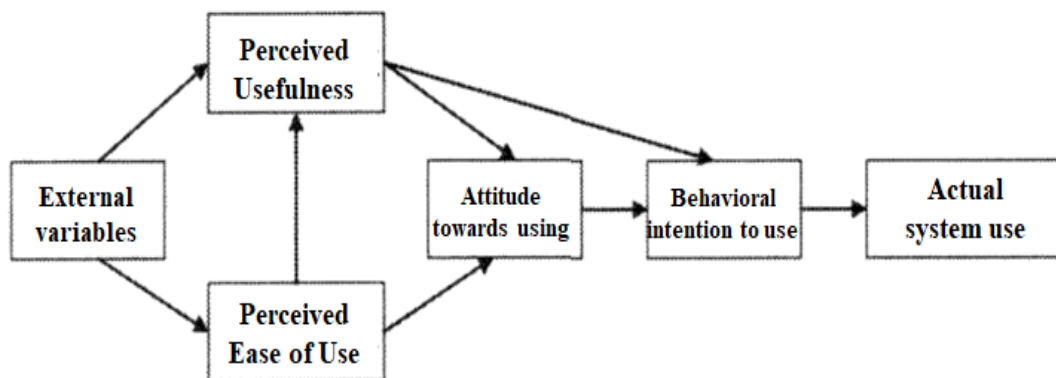 Perceived
Usefulness
External
variables
Attitude
towards using
Behavioral
intention to use
Actual
system use
Perceived
Ease of Use